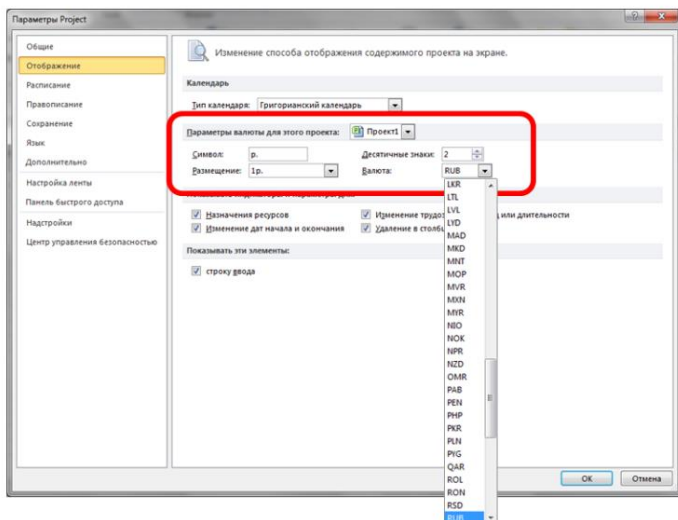 Параметры Project
Общие
Отображение
Расписание
Правописание
Сохранение
Язык
Дополнительно
Настройка ленты
Панель быстрого доступа
Надстройки
Центр управления безопасностью
Изменение способа отображения содержимого проекта на экране.
Календарь
Тип календаря: Григорианский календарь
Параметры валюты для этого проекта: Проект1
Символ: р. Десятичные знаки: 2
Размещение: 1р. Валюта: RUB
Назначения ресурсов Изменение или длительности
Изменение дат начала и окончания Удаление в
Показывать эти элементы:
строку ввода
LKR
LTL
LVL
LYD
MAD
MKD
MNT
MOP
MVR
MXN
MYR
NIO
NOK
NPR
NZD
OMR
PAB
PEN
PHP
PKR
PLN
PYG
QAR
ROL
RON
RSD
RUB
OK Отмена